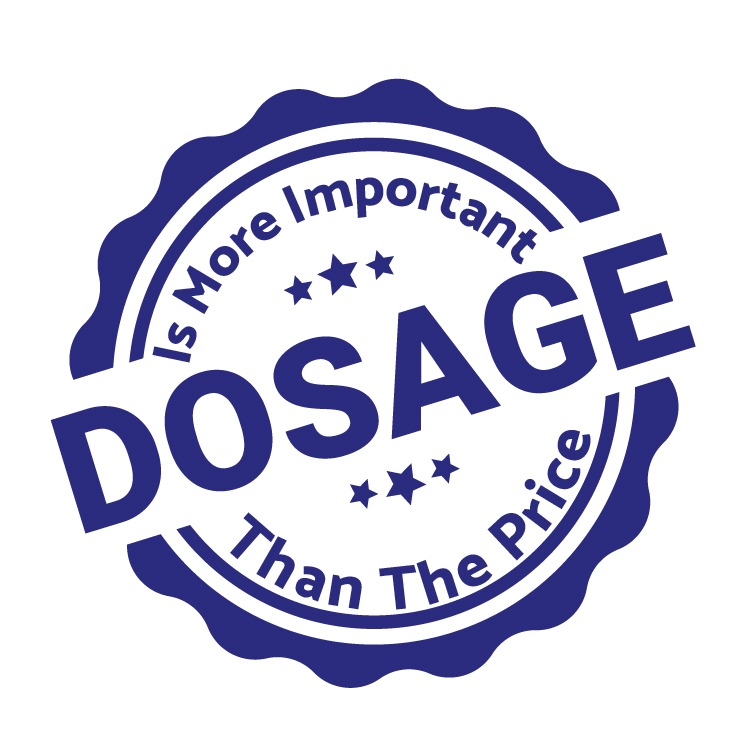 DOSAGE
Is More Important
Than The Price